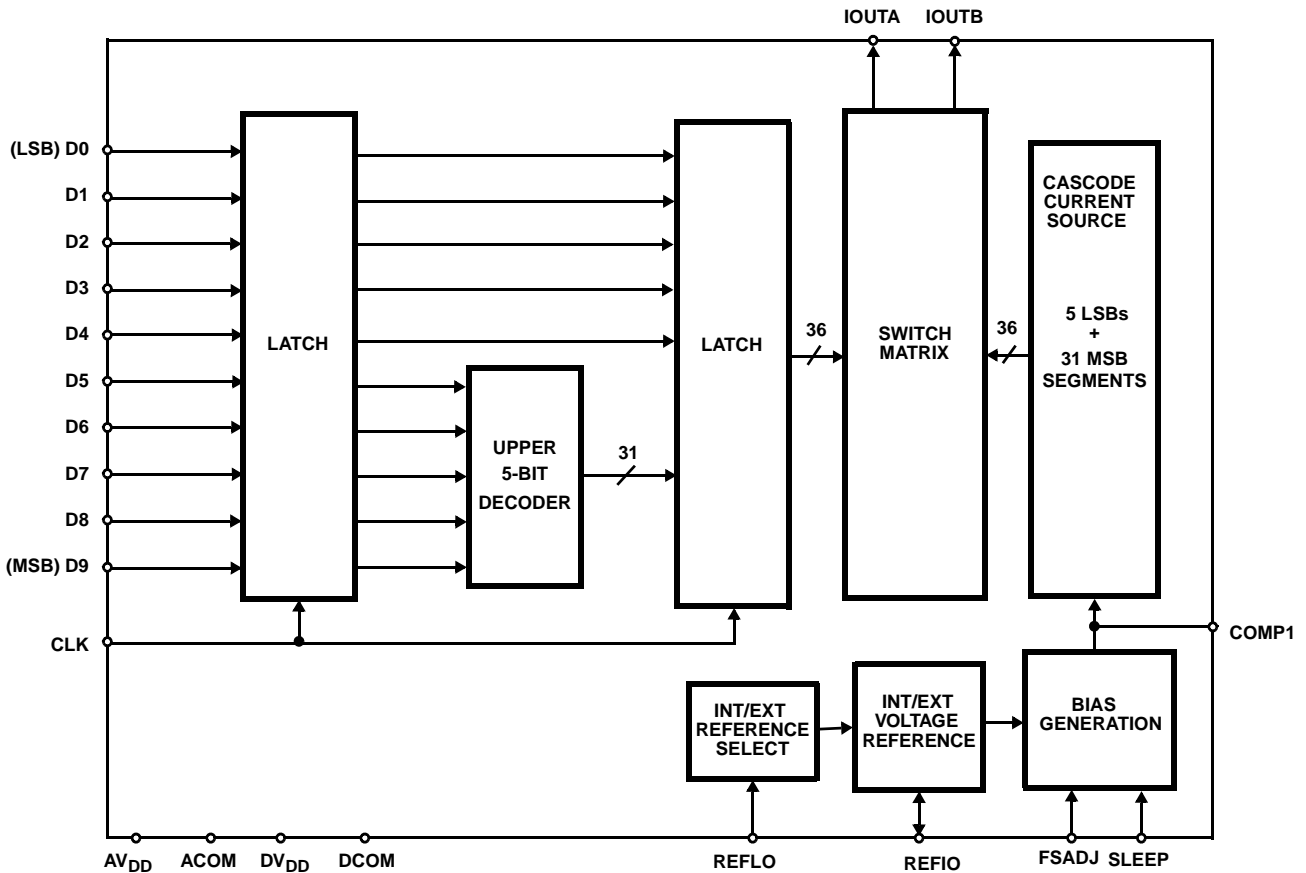 IOUTA IOUTB
(LSB) D0
D1
D2
D3
D4
D5
D6
D7
D8
(MSB) D9
CLK
LATCH
UPPER
5-BIT
DECODER
31
LATCH
36
SWITCH
MATRIX
36
CASCODE
CURRENT
SOURCE
5 LSBs
+
31 MSB
SEGMENTS
COMP1
INT/EXT
REFERENCE
SELECT
INT/EXT
VOLTAGE
REFERENCE
BIAS
GENERATION
AVDD ACOM DVDD DCOM REFLO REFIO FSADJ SLEEP